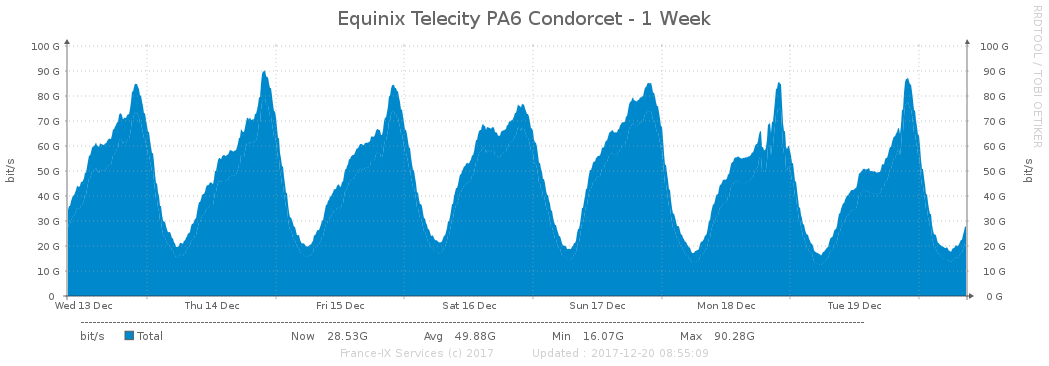 Equinix Telecity PA6 Condorcet - 1 Week
RRDTOOL / TOBI OETIKER
bit/s
100 G 100 G
90 G 90 G
80 G 80 G
70 G 70 G
60 G 60 G
50 G 50 G
40 G 40 G
30 G 30 G
20 G 20 G
10 G 10 G
0 0 G
bit/s
Wed 13 Dec Thu 14 Dec Fri 15 Dec Sat 16 Dec Sun 17 Dec Mon 18 Dec Tue 19 Dec
bit/s Total Now 28.53G Avg 49.88G Min 16.07G Max 90.28G
France-IX Services (c) 2017 Updated : 2017-12-20 08:55:09